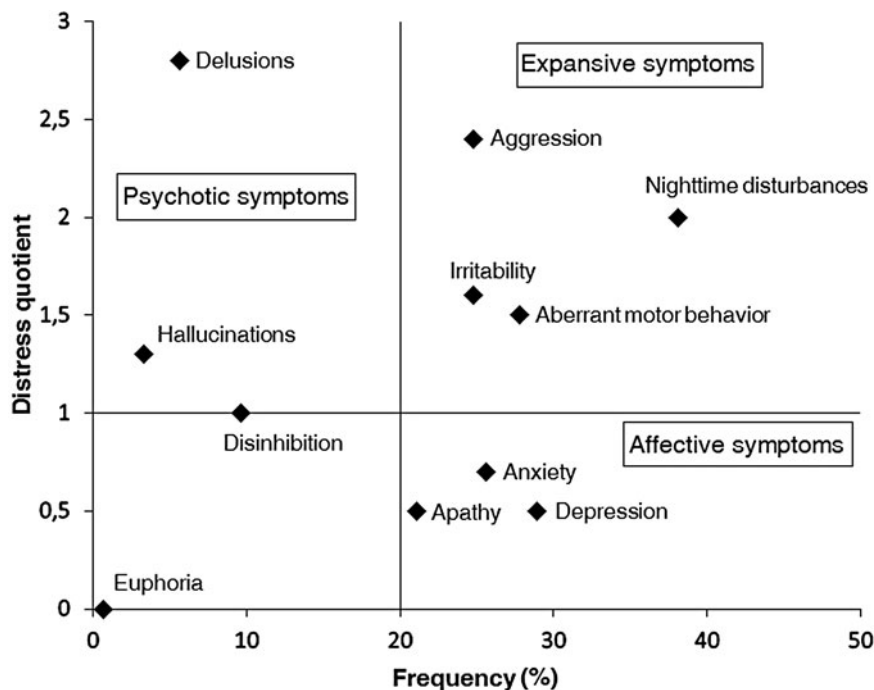 3
Delusions
Expansive symptoms
2,5
Aggression
Nighttime disturbances
Psychotic symptoms
2
Irritability
1,5
Aberrant motor behavior
Hallucinations
Distress quotient
1
Disinhibition
Affective symptoms
Anxiety
0,5
Apathy
Depression
Euphoria
0
0 10 20 30 40 50
Frequency (%)